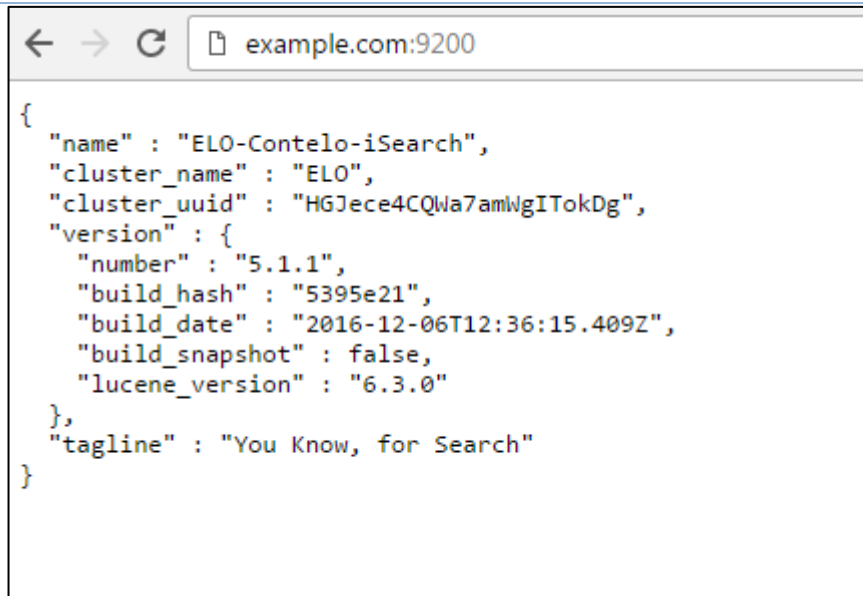 example.com:9200
{
  "name" : "ELO-Contelo-iSearch",
  "cluster_name" : "ELO",
  "cluster_uuid" : "HGJece4CQWa7amWgITokDg",
  "version" : {
    "number" : "5.1.1",
    "build_hash" : "5395e21",
    "build_date" : "2016-12-06T12:36:15.409Z",
    "build_snapshot" : false,
    "lucene_version" : "6.3.0"
  },
  "tagline" : "You Know, for Search"
}